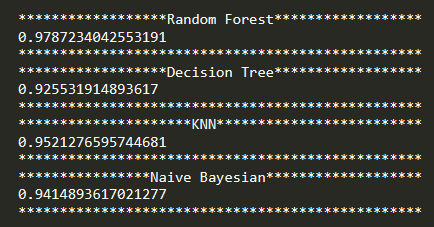 ******************Random Forest******************
0.9787234042553191
*************************************************
******************Decision Tree******************
0.925531914893617
*************************************************
*********************KNN*************************
0.9521276595744681
*************************************************
****************Naive Bayesian*******************
0.9414893617021277
*************************************************